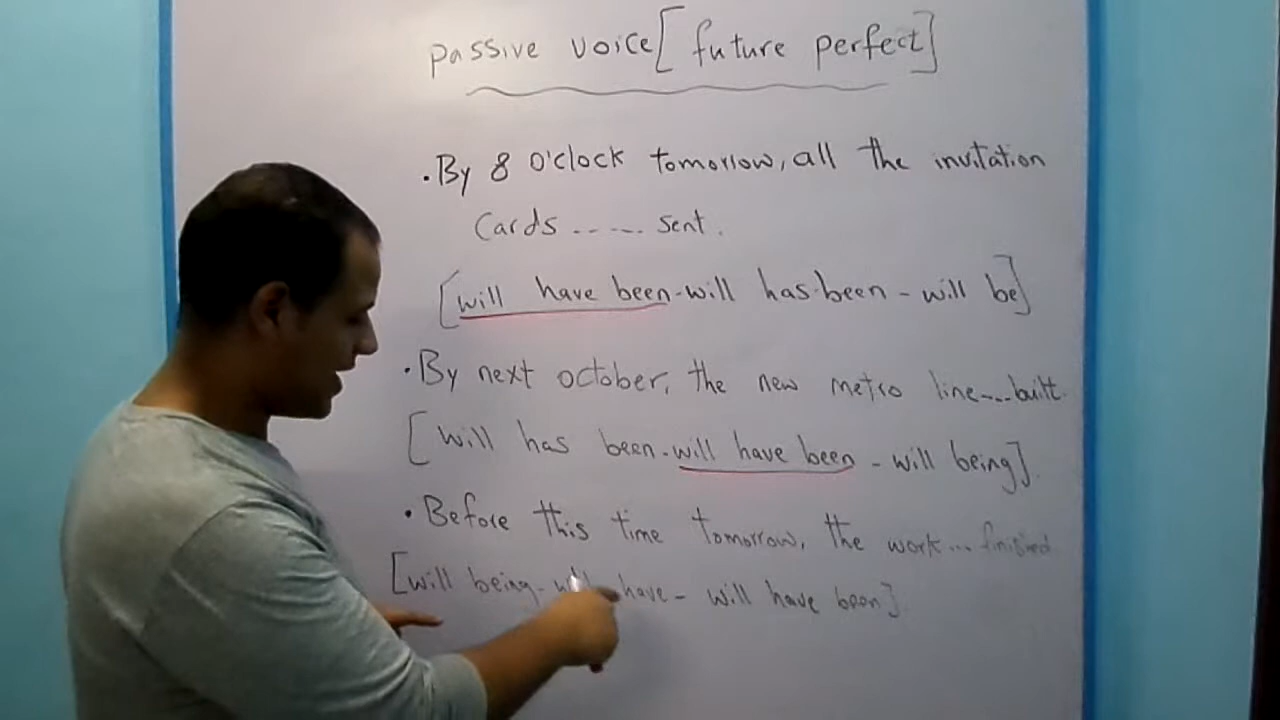 passive voice [ future perfect ]
. By 8 o'clock tomorrow, all the invitation
Cards ...... sent.
[ will have been - will has been - will be ]
. By next october, the new metro line.....built.
[ will has been - will have been - will being ].
. Before this time tomorrow, the work... finished
[ will being - will have - will have been ].